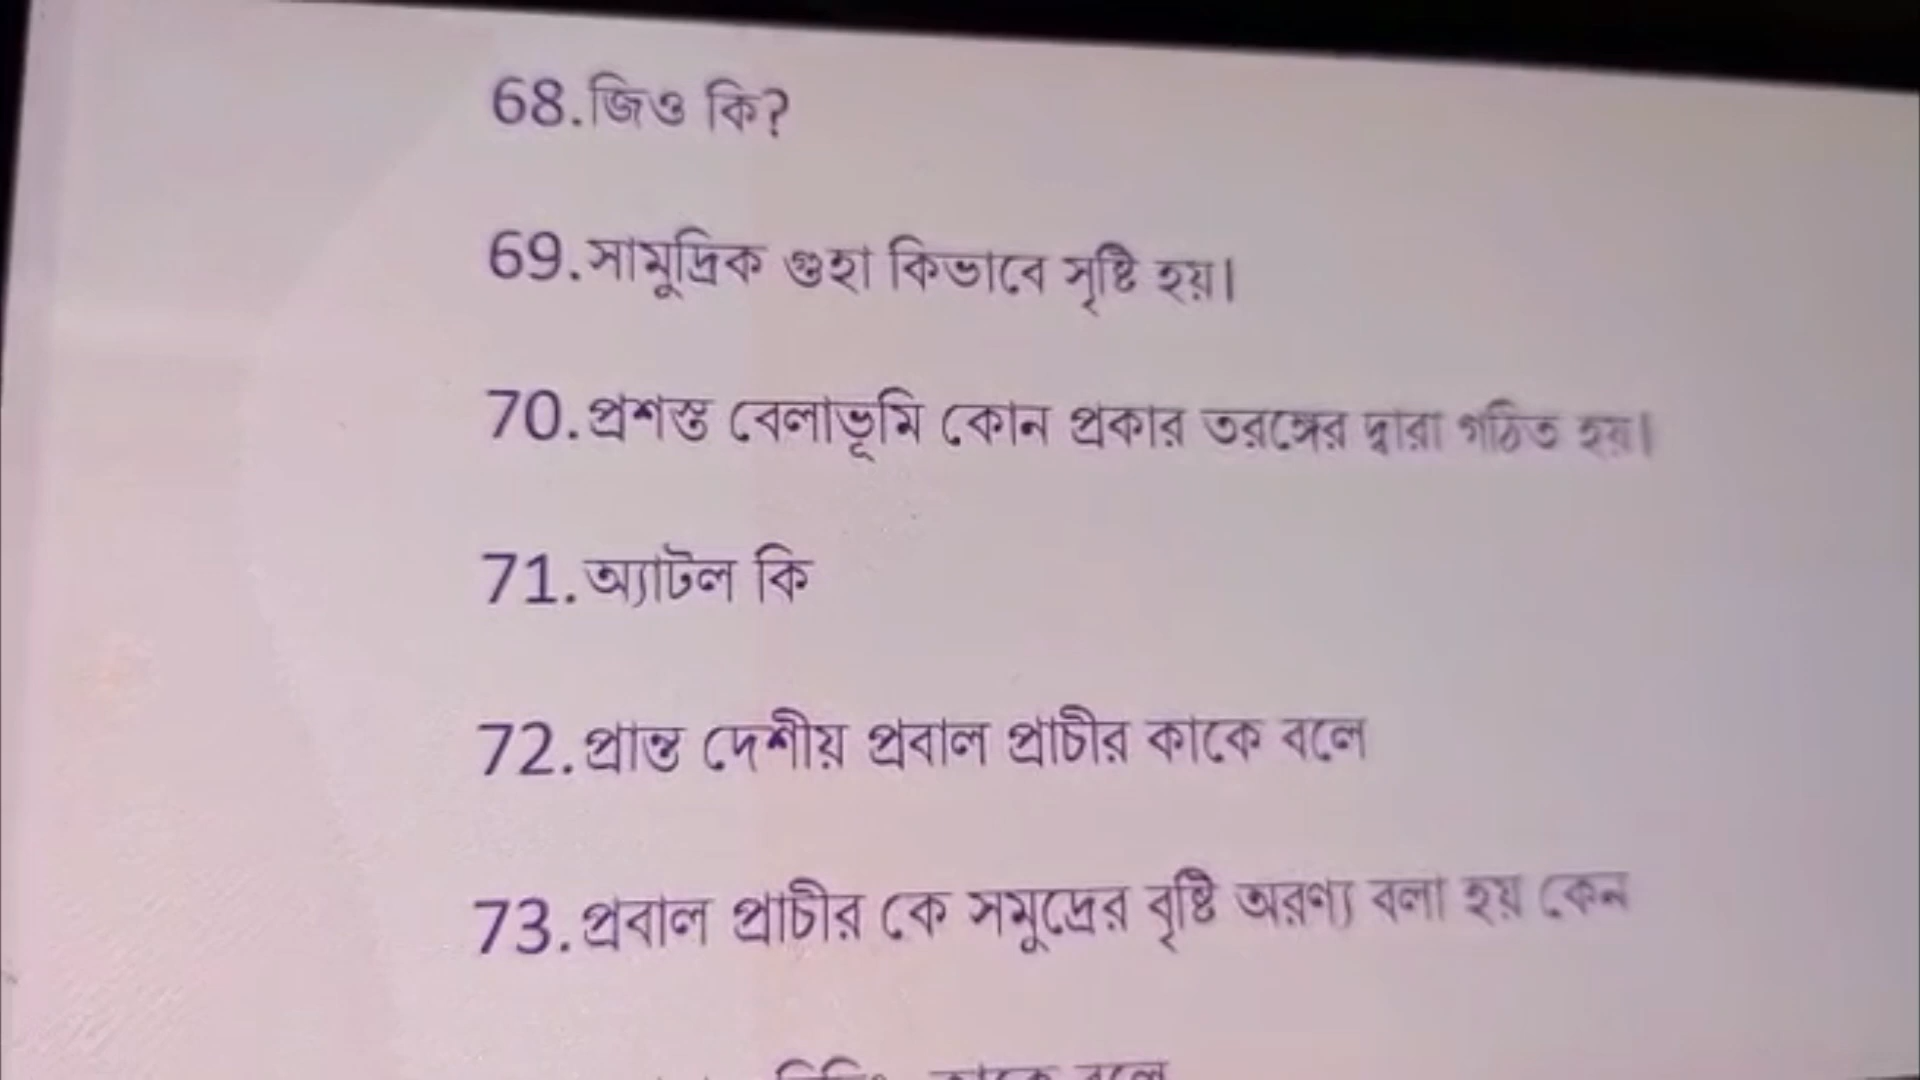 68.জিও কি?
69.সামুদ্রিক গুহা কিভাবে সৃষ্টি হয়।
70.প্রশস্ত বেলাভূমি কোন প্রকার তরঙ্গের দ্বারা গঠিত হয়।
71.অ্যাটল কি
72.প্রান্ত দেশীয় প্রবাল প্রাচীর কাকে বলে
73.প্রবাল প্রাচীর কে সমুদ্রের বৃষ্টি অরণ্য বলা হয় কেন
কাকে বলে